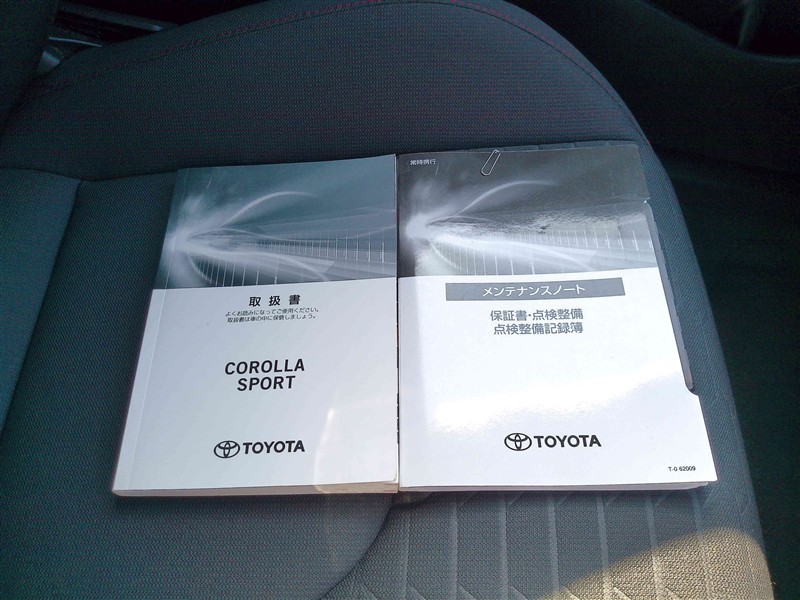 取扱書
よくお読みになってご使用ください。
取扱書は車の中に保管しましょう。
COROLLA
SPORT
TOYOTA
常時携行
メンテナンスノート
保証書・点検整備
点検整備記録簿
TOYOTA
T-0 62009